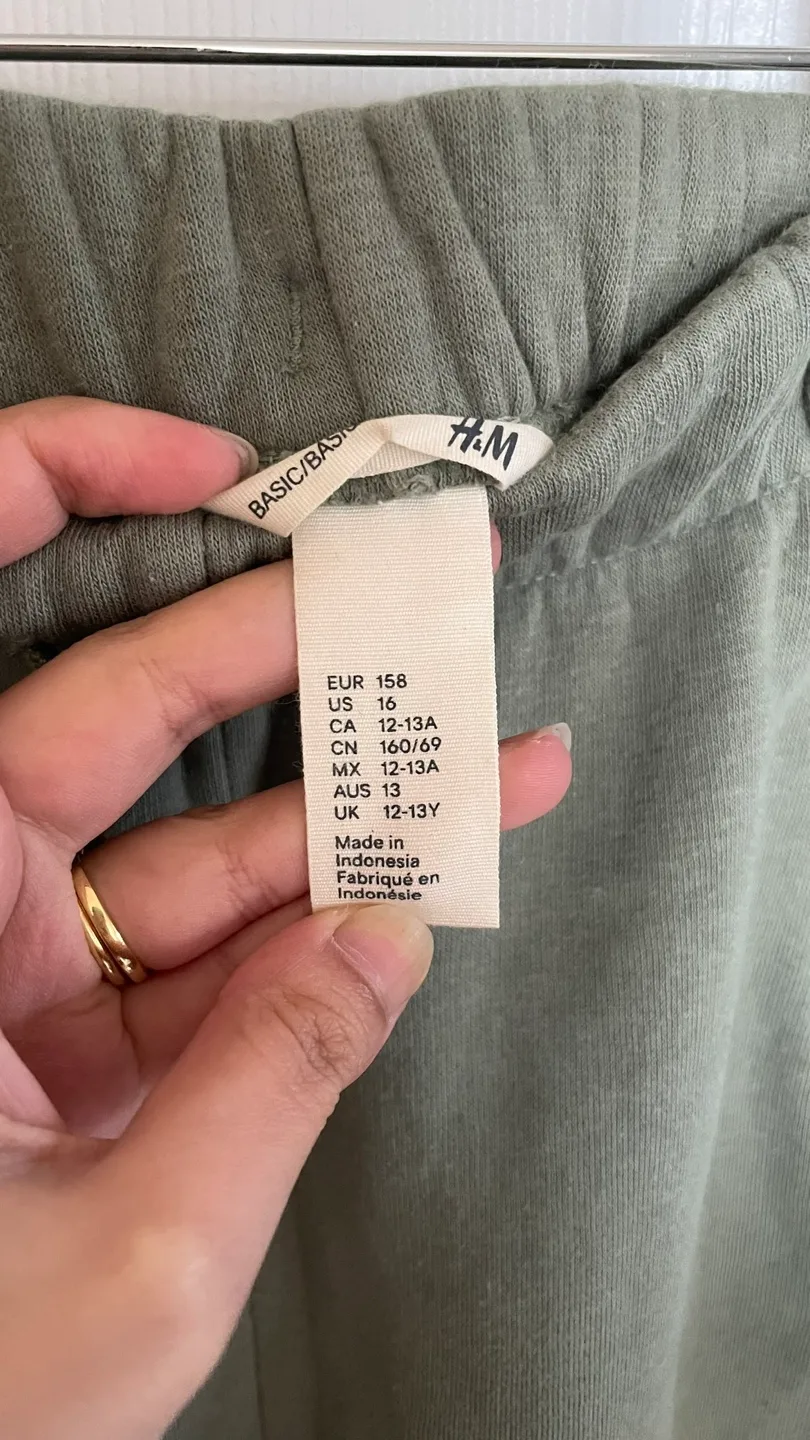 BASIC/BASIC
H&M
EUR 158
US 16
CA 12-13A
CN 160/69
MX 12-13A
AUS 13
UK 12-13Y
Made in
Indonesia
Fabriqué en
Indonésie